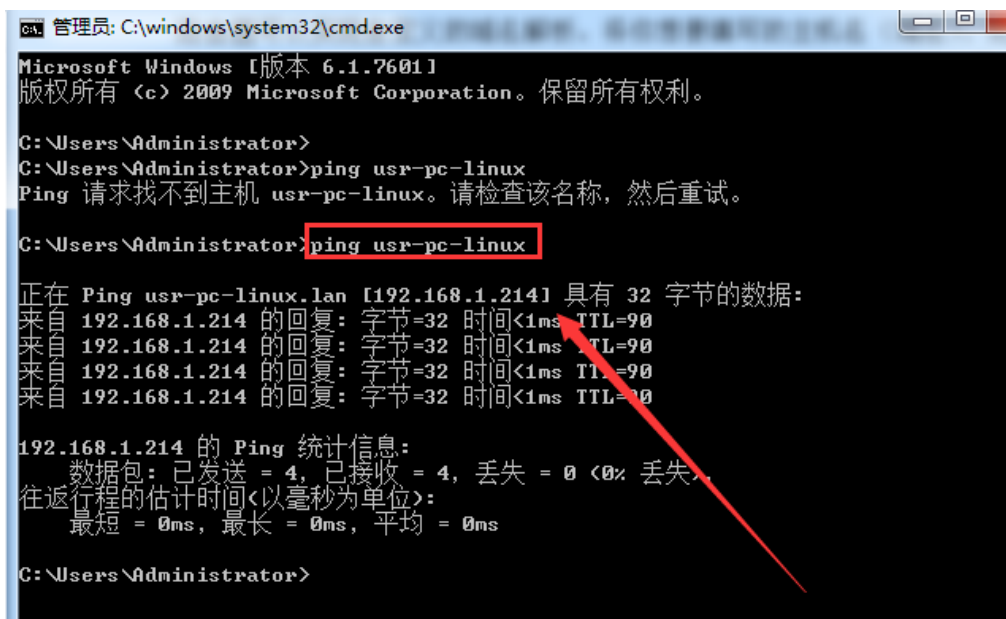 管理员: C:\windows\system32\cmd.exe
Microsoft Windows [版本 6.1.7601]
版权所有 (c) 2009 Microsoft Corporation。保留所有权利。
C:\Users\Administrator>
C:\Users\Administrator>ping usr-pc-linux
Ping 请求找不到主机 usr-pc-linux。请检查该名称，然后重试。
C:\Users\Administrator>ping usr-pc-linux
正在 Ping usr-pc-linux.lan [192.168.1.214] 具有 32 字节的数据:
来自 192.168.1.214 的回复: 字节=32 时间<1ms TTL=90
来自 192.168.1.214 的回复: 字节=32 时间<1ms TTL=90
来自 192.168.1.214 的回复: 字节=32 时间<1ms TTL=90
来自 192.168.1.214 的回复: 字节=32 时间<1ms TTL=90
192.168.1.214 的 Ping 统计信息:
数据包: 已发送 = 4，已接收 = 4，丢失 = 0 (0% 丢失)，
往返行程的估计时间(以毫秒为单位):
最短 = 0ms，最长 = 0ms，平均 = 0ms
C:\Users\Administrator>